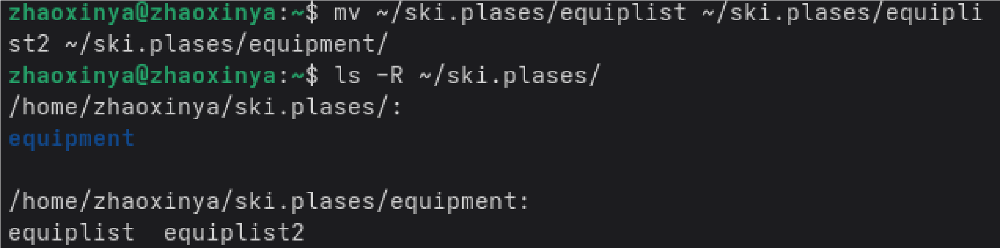 zhaoxinya@zhaoxinya:~$ mv ~/ski.plases/equiplist ~/ski.plases/equipli
st2 ~/ski.plases/equipment/
zhaoxinya@zhaoxinya:~$ ls -R ~/ski.plases/
/home/zhaoxinya/ski.plases/:
equipment

/home/zhaoxinya/ski.plases/equipment:
equiplist  equiplist2